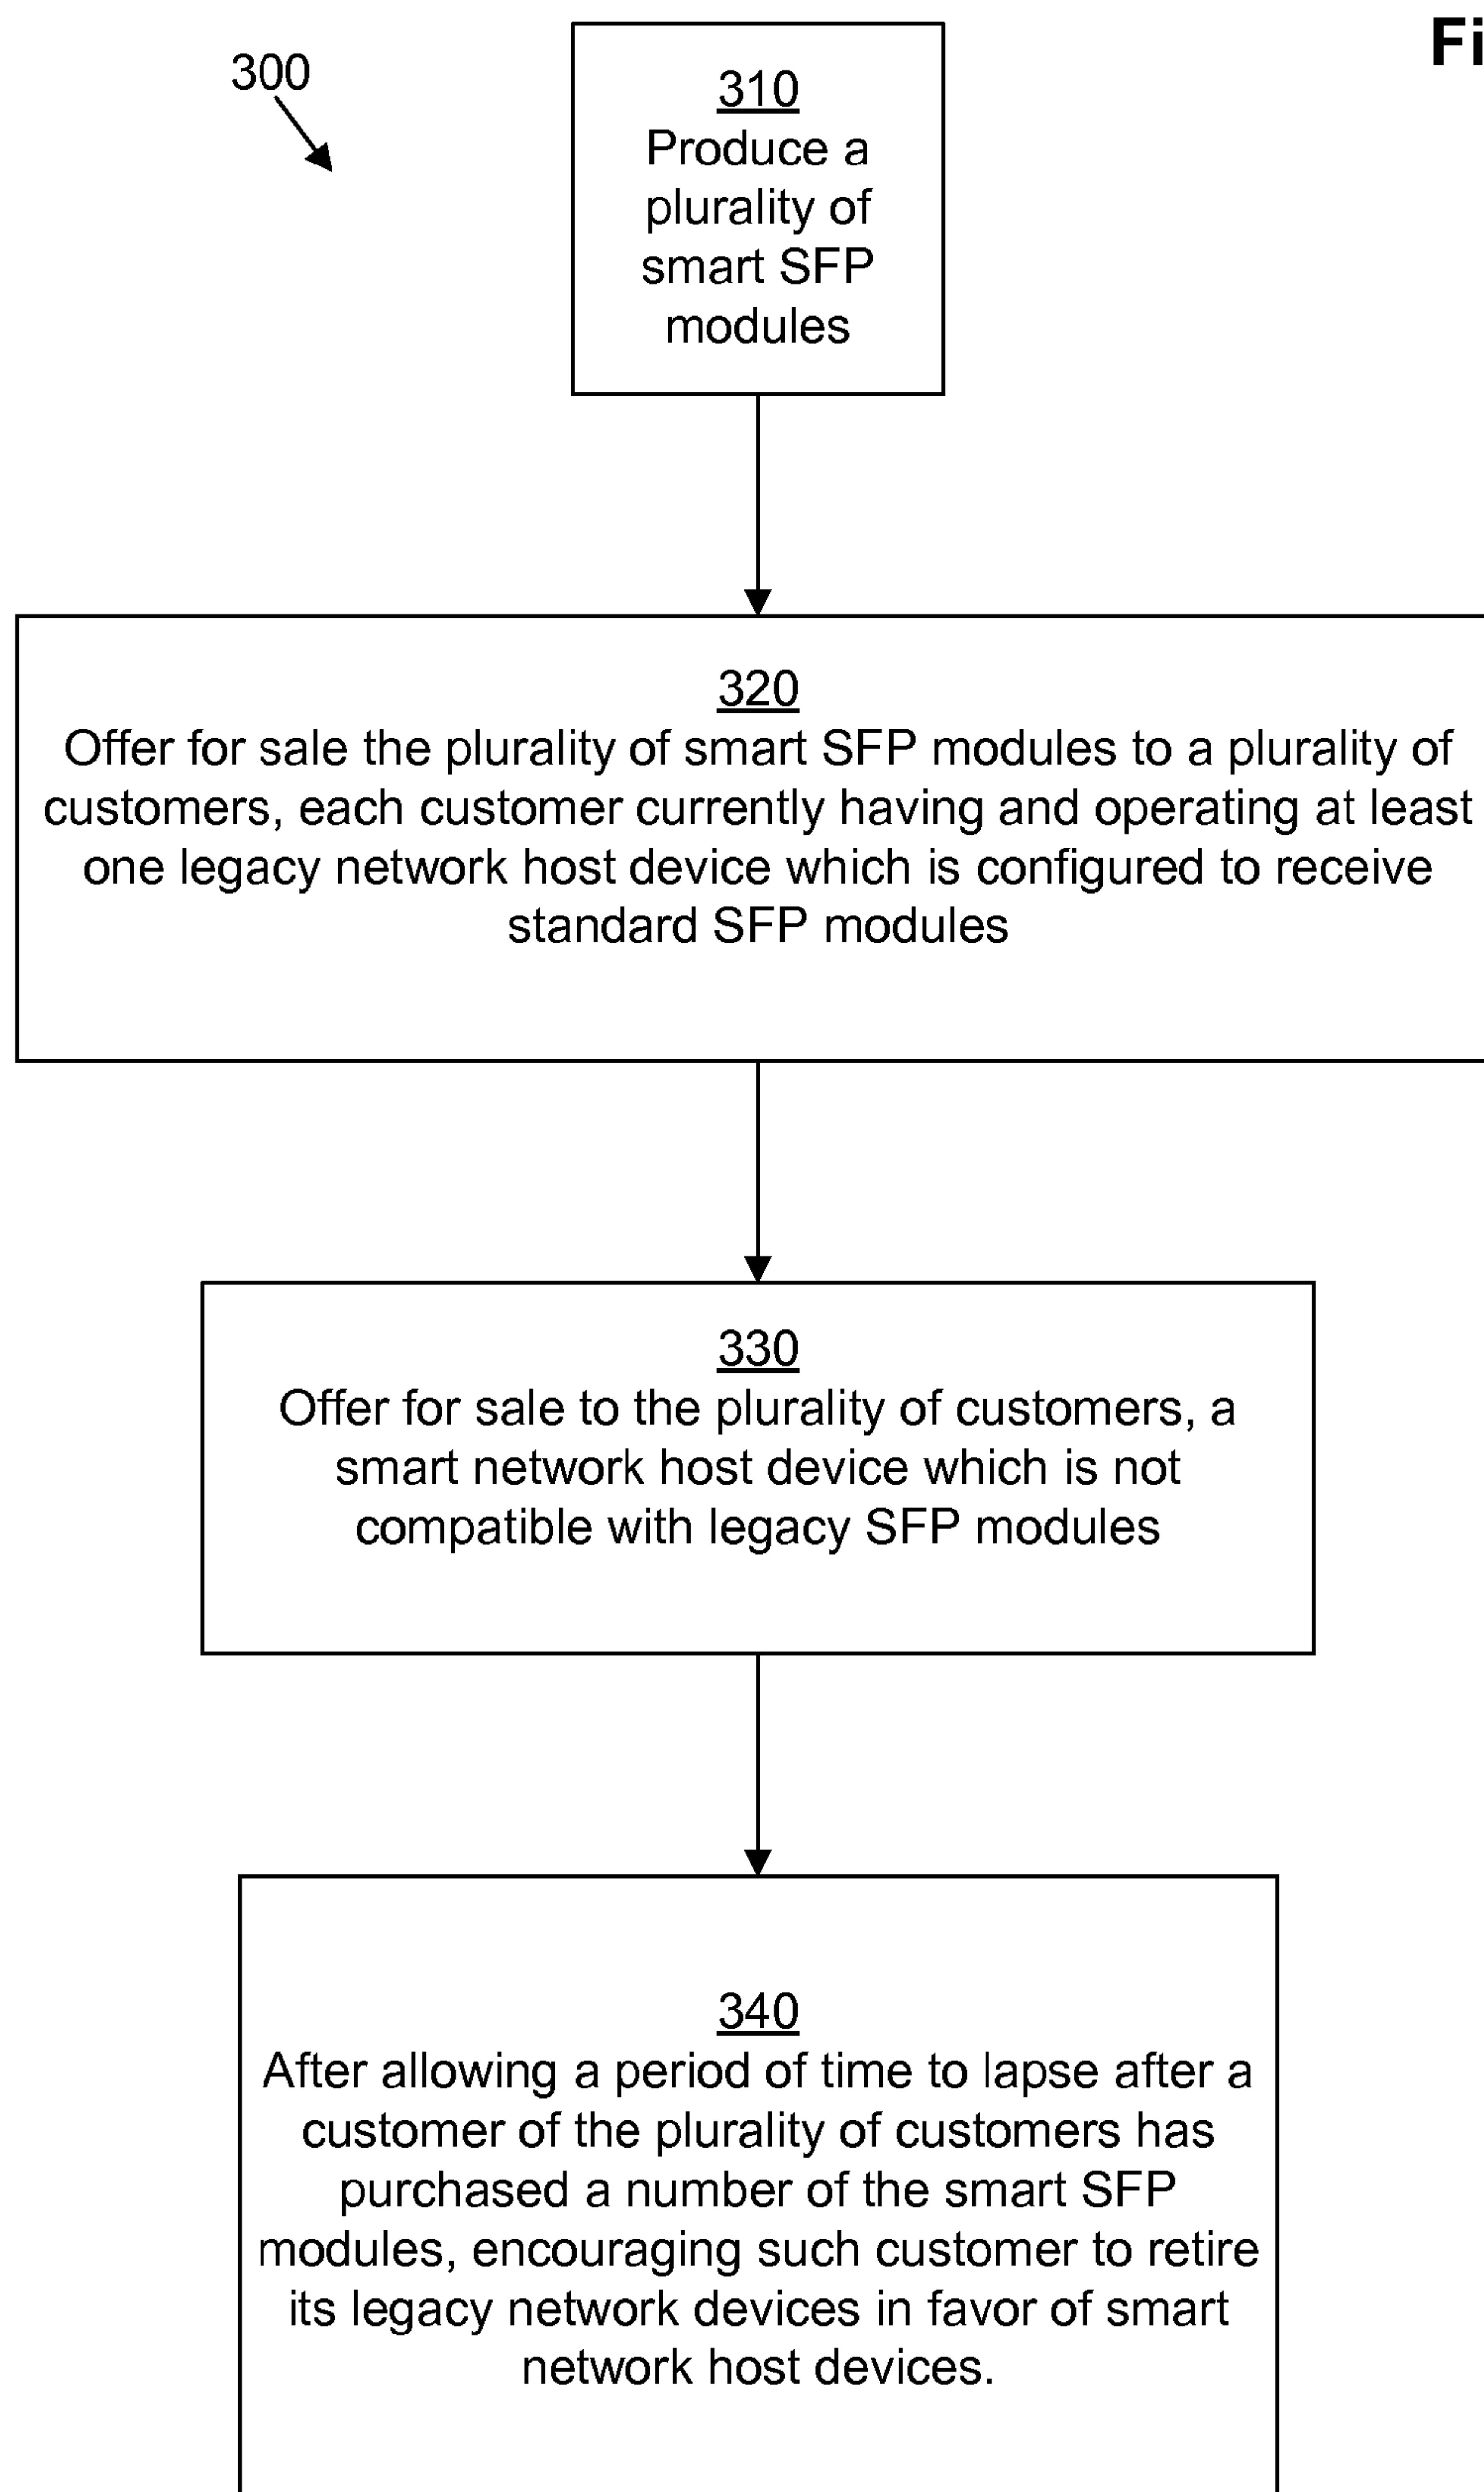 Fi
300
310
Produce a
plurality of
smart SFP
modules
320
Offer for sale the plurality of smart SFP modules to a plurality of
customers, each customer currently having and operating at least
one legacy network host device which is configured to receive
standard SFP modules
330
Offer for sale to the plurality of customers, a
smart network host device which is not
compatible with legacy SFP modules
340
After allowing a period of time to lapse after a
customer of the plurality of customers has
purchased a number of the smart SFP
modules, encouraging such customer to retire
its legacy network devices in favor of smart
network host devices.